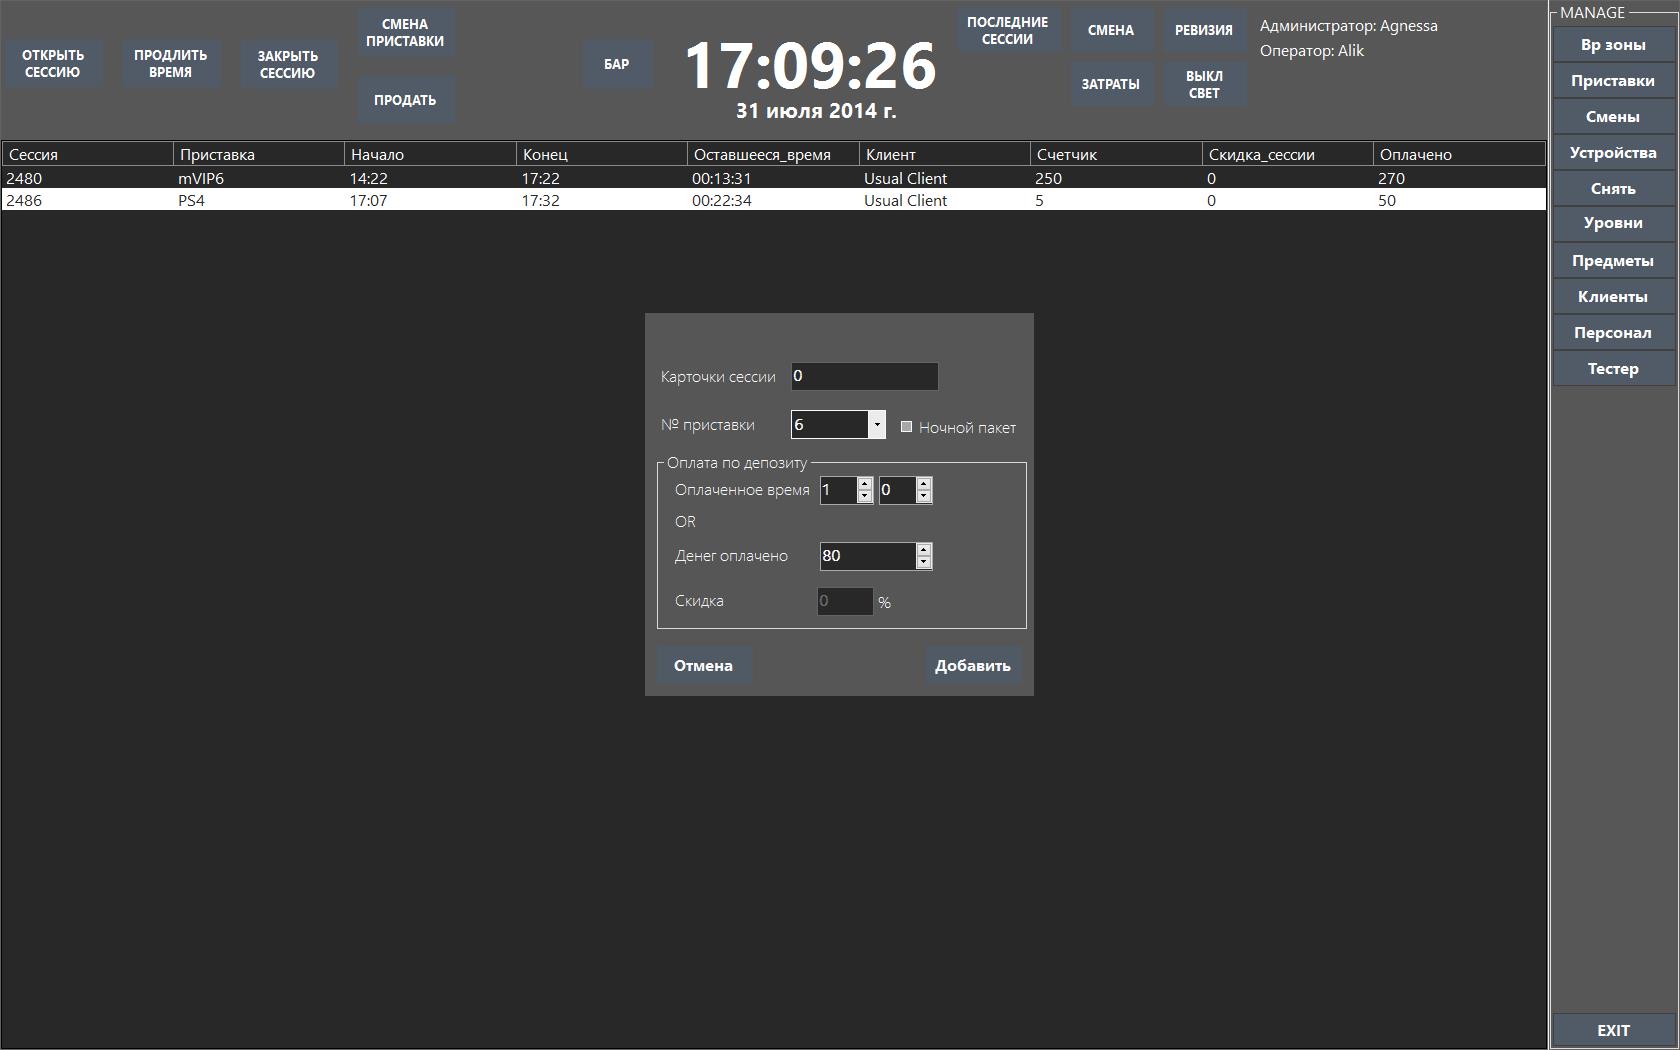 ОТКРЫТЬ
СЕССИЮ
ПРОДЛИТЬ
ВРЕМЯ
ЗАКРЫТЬ
СЕССИЮ
СМЕНА
ПРИСТАВКИ
ПРОДАТЬ
БАР
17:09:26
31 июля 2014 г.
ПОСЛЕДНИЕ
СЕССИИ
СМЕНА
РЕВИЗИЯ
ЗАТРАТЫ
ВЫКЛ
СВЕТ
Администратор: Agnessa
Оператор: Alik
Сессия Приставка Начало Конец Оставшееся_время Клиент Счетчик Скидка_сессии Оплачено
2480 mVIP6 14:22 17:22 00:13:31 Usual Client 250 0 270
2486 PS4 17:07 17:32 00:22:34 Usual Client 5 0 50
Карточки сессии 0
№ приставки 6 Ночной пакет
Оплата по депозиту
Оплаченное время 1 0
OR
Денег оплачено 80
Скидка 0 %
Отмена Добавить
MANAGE
Вр зоны
Приставки
Смены
Устройства
Снять
Уровни
Предметы
Клиенты
Персонал
Тестер
EXIT